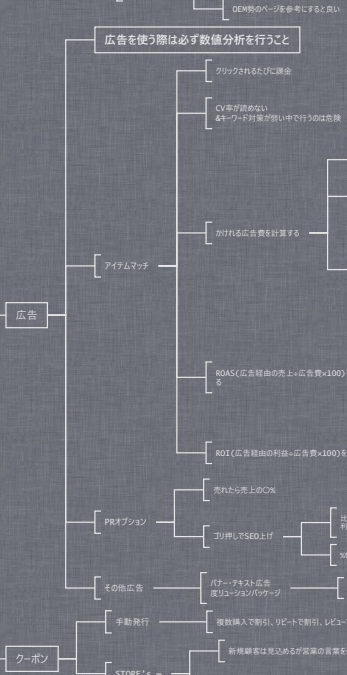 OEM勢のページを参考にすると良い
広告を使う際は必ず数値分析を行うこと
クリックされるたびに課金
CV率が読めない
&キーワード対策が弱い中で行うのは危険
かけれる広告費を計算する
アイテムマッチ
広告
ROAS(広告経由の売上÷広告費×100)
る
ROI(広告経由の利益÷広告費×100)を
売れたら売上の〇%
PRオプション
ゴリ押しでSEO上げ
その他広告
バナー・テキスト広告
度リューションパッケージ
手動発行
複数購入で割引、リピートで割引、レビュー
クーポン
新規顧客は見込めるが営業の言葉を
STORE's